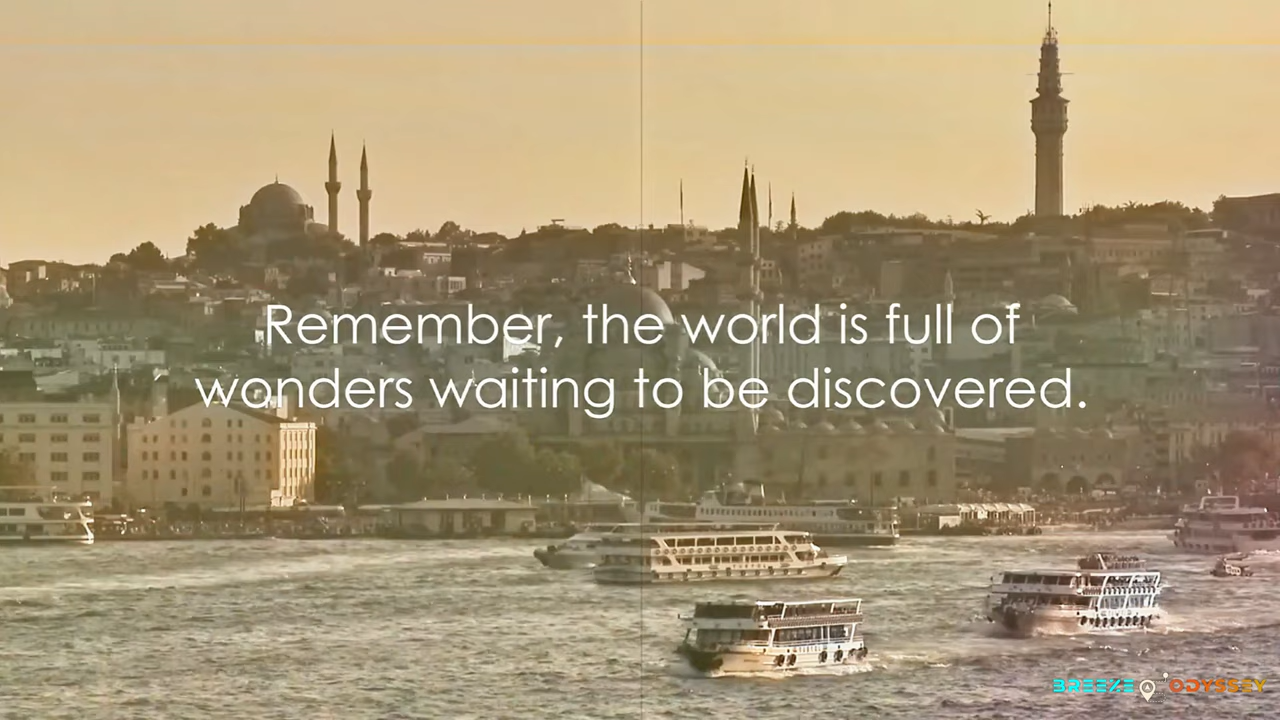 Remember, the world is full of
wonders waiting to be discovered.
BREEZE ODYSSEY